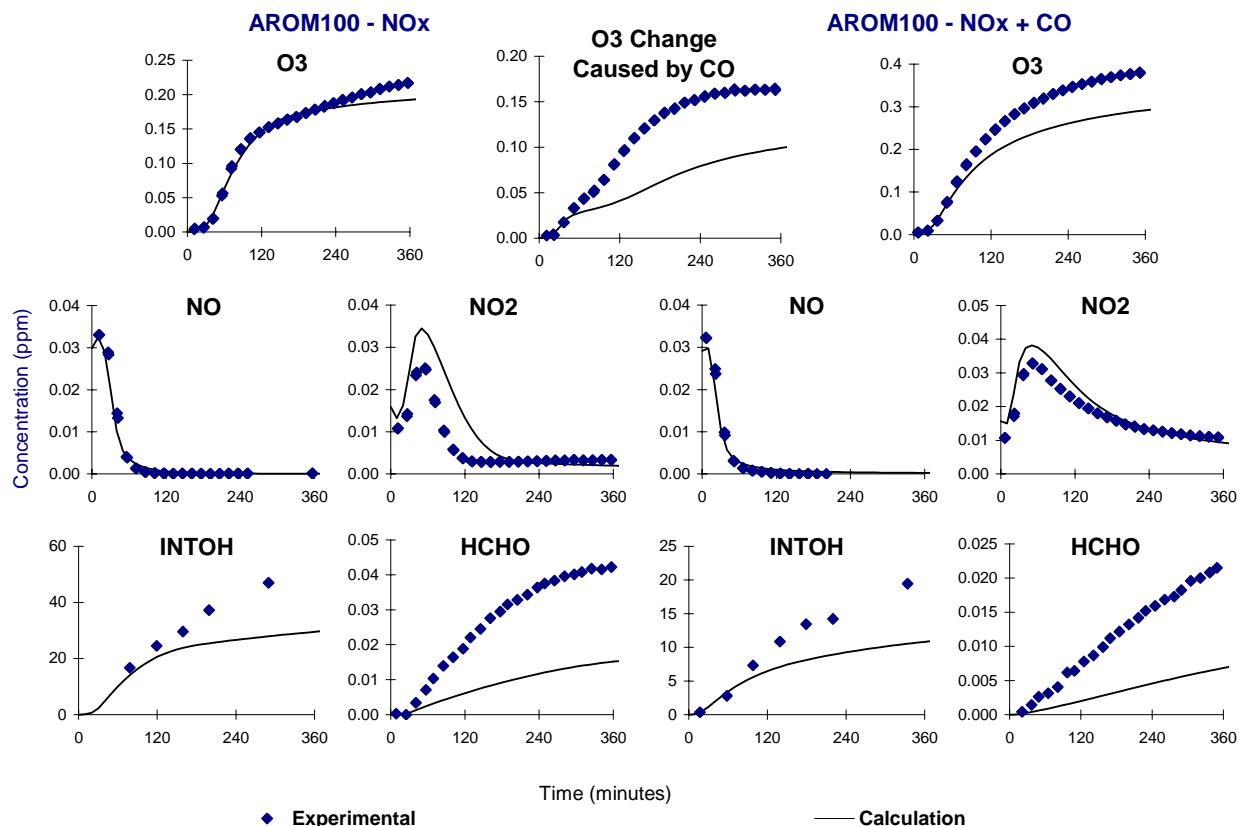 AROM100 - NOx
AROM100 - NOx + CO
O3
0.25
0.20
0.15
0.10
0.05
0.00
0 120 240 360
O3 Change
Caused by CO
0.20
0.15
0.10
0.05
0.00
0 120 240 360
O3
0.4
0.3
0.2
0.1
0.0
0 120 240 360
Concentration (ppm)
NO
0.04
0.03
0.02
0.01
0.00
0 120 240 360
NO2
0.04
0.03
0.02
0.01
0.00
0 120 240 360
NO
0.04
0.03
0.02
0.01
0.00
0 120 240 360
NO2
0.05
0.04
0.03
0.02
0.01
0.00
0 120 240 360
INTOH
60
40
20
0
0 120 240 360
HCHO
0.05
0.04
0.03
0.02
0.01
0.00
0 120 240 360
INTOH
25
20
15
10
5
0
0 120 240 360
HCHO
0.025
0.020
0.015
0.010
0.005
0.000
0 120 240 360
Time (minutes)
Experimental
Calculation